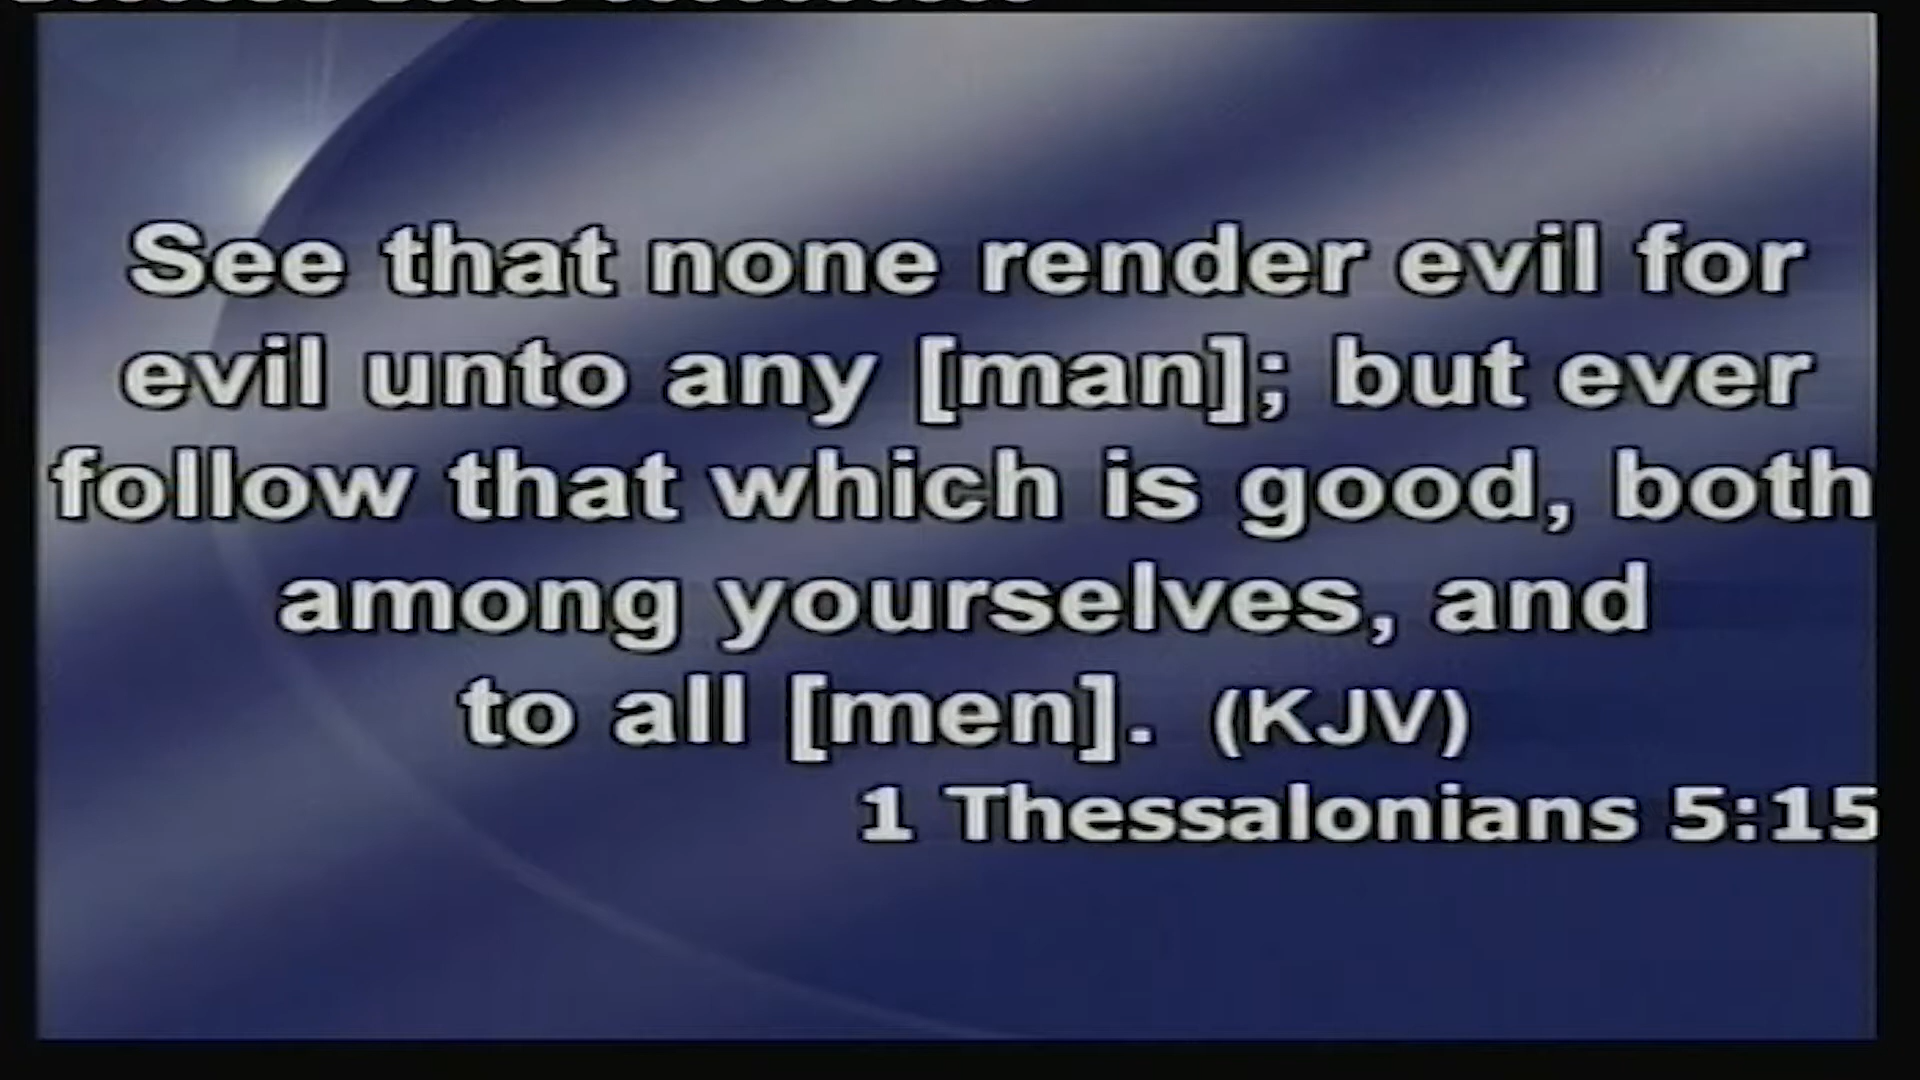 See that none render evil for
evil unto any [man]; but ever
follow that which is good, both
among yourselves, and
to all [men]. (KJV)
1 Thessalonians 5:15